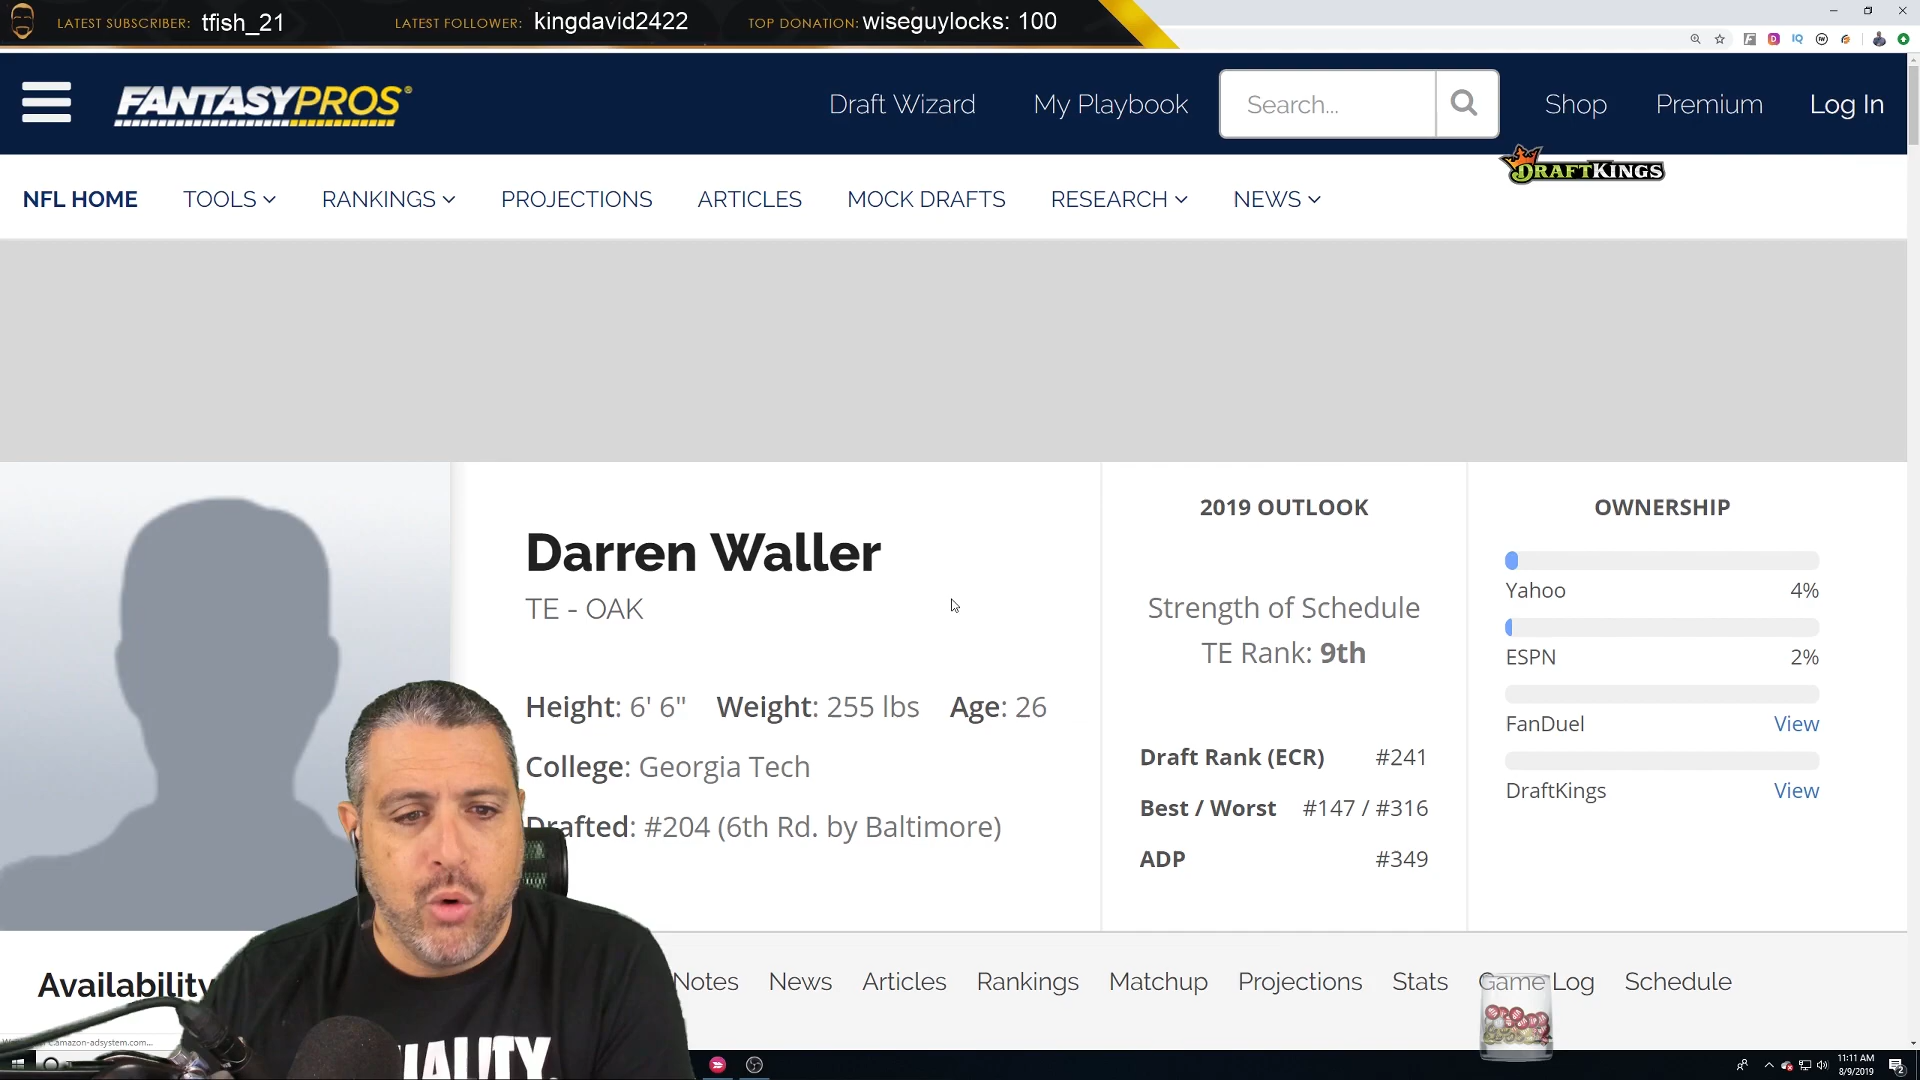 LATEST SUBSCRIBER: tfish_21 LATEST FOLLOWER: kingdavid2422 TOP DONATION: wiseguylocks: 100
FANTASYPROS® Draft Wizard My Playbook Search... Shop Premium Log In
DRAFTKINGS
NFL HOME TOOLS RANKINGS PROJECTIONS ARTICLES MOCK DRAFTS RESEARCH NEWS
Darren Waller
TE - OAK
Height: 6' 6" Weight: 255 lbs Age: 26
College: Georgia Tech
Drafted: #204 (6th Rd. by Baltimore)
2019 OUTLOOK
Strength of Schedule
TE Rank: 9th
Draft Rank (ECR) #241
Best / Worst #147 / #316
ADP #349
OWNERSHIP
Yahoo 4%
ESPN 2%
FanDuel View
DraftKings View
Availability Notes News Articles Rankings Matchup Projections Stats Game Log Schedule
UALITY.
11:11 AM
8/9/2019